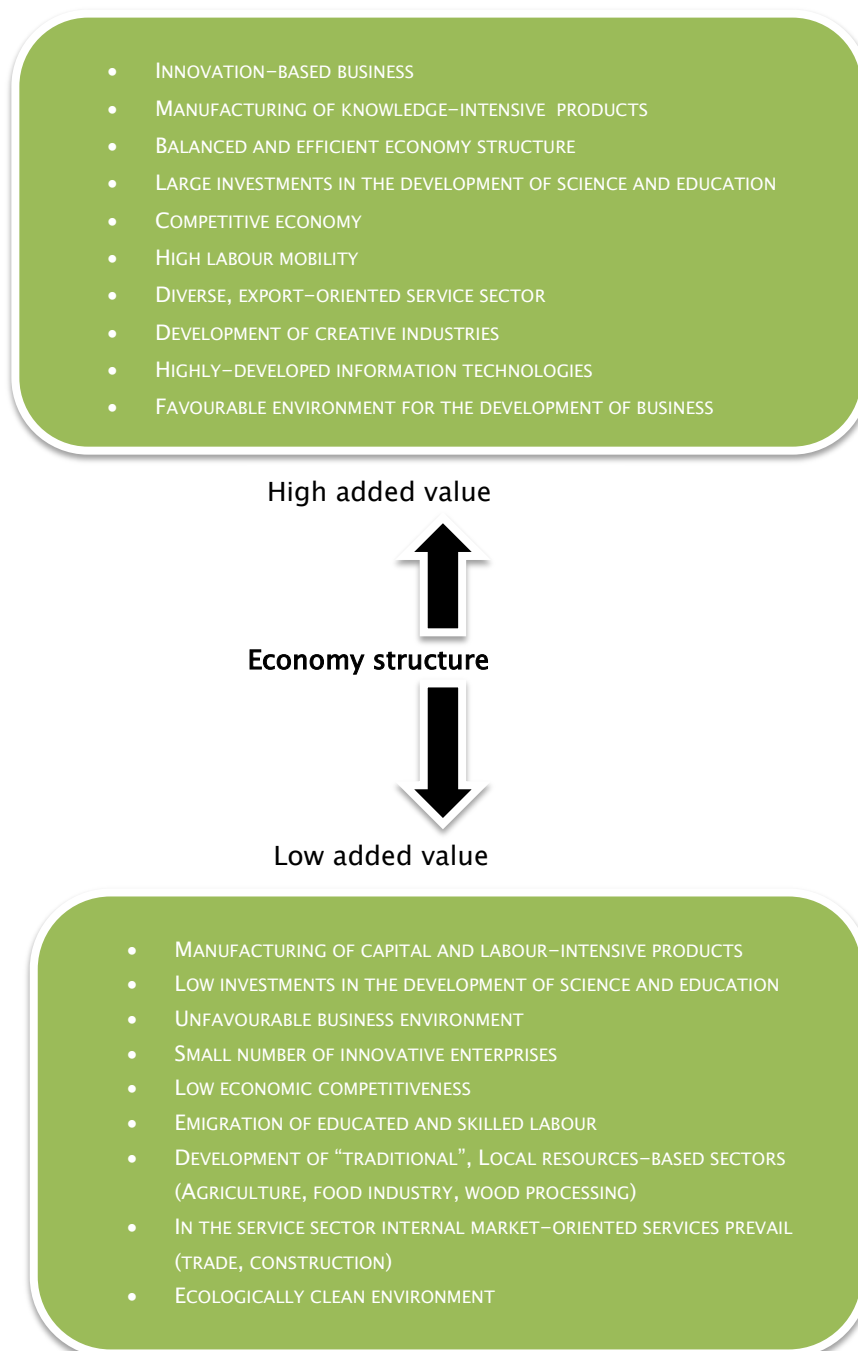 • Innovation-based business
• Manufacturing of knowledge-intensive products
• Balanced and efficient economy structure
• Large investments in the development of science and education
• Competitive economy
• High labour mobility
• Diverse, export-oriented service sector
• Development of creative industries
• Highly-developed information technologies
• Favourable environment for the development of business
High added value
Economy structure
Low added value
• Manufacturing of capital and labour-intensive products
• Low investments in the development of science and education
• Unfavourable business environment
• Small number of innovative enterprises
• Low economic competitiveness
• Emigration of educated and skilled labour
• Development of “traditional”, Local resources-based sectors
(Agriculture, food industry, wood processing)
• In the service sector internal market-oriented services prevail
(trade, construction)
• Ecologically clean environment